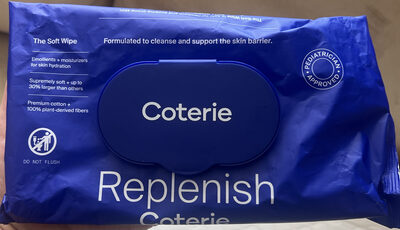 The Soft Wipe
Formulated to cleanse and support the skin barrier.
Emollients + moisturizers
for skin hydration
Supremely soft + up to
30% larger than others
Premium cotton +
100% plant-derived fibers
DO NOT FLUSH
PEDIATRICIAN
APPROVED
Coterie
Replenish
Coterie